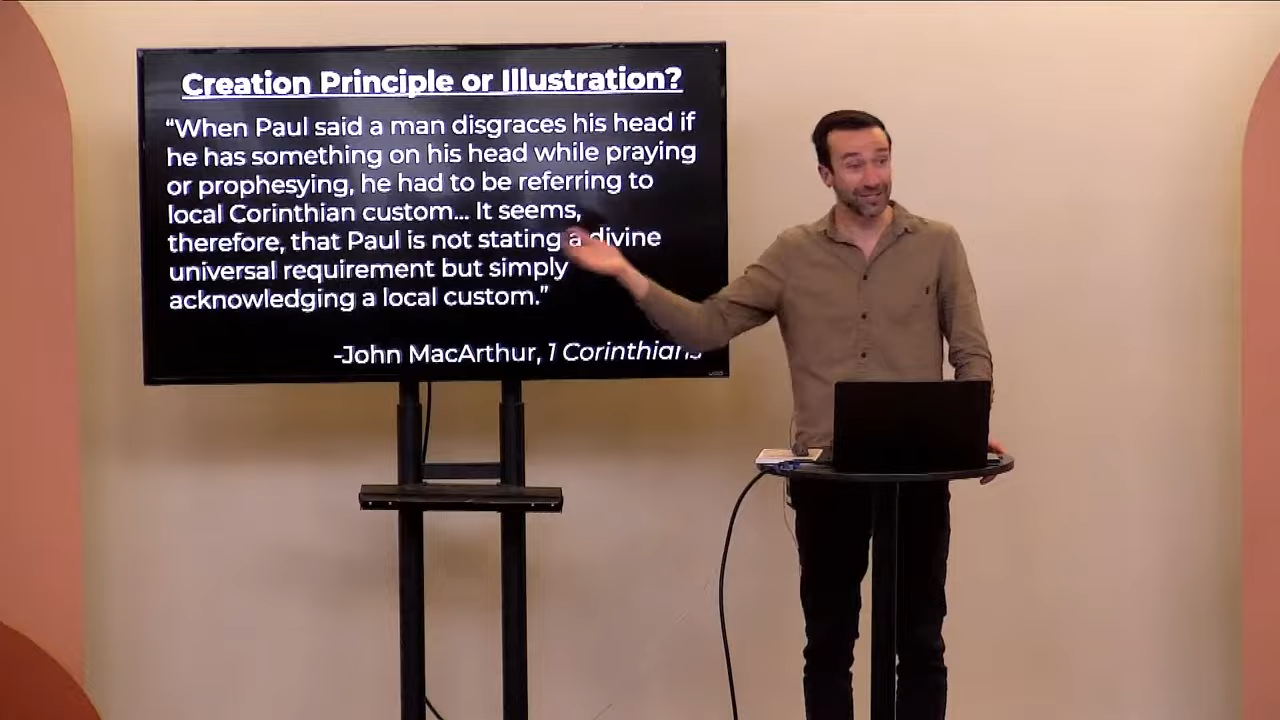 Creation Principle or Illustration?
“When Paul said a man disgraces his head if
he has something on his head while praying
or prophesying, he had to be referring to
local Corinthian custom... It seems,
therefore, that Paul is not stating a divine
universal requirement but simply
acknowledging a local custom.”
-John MacArthur, 1 Corinthians
VIZIO